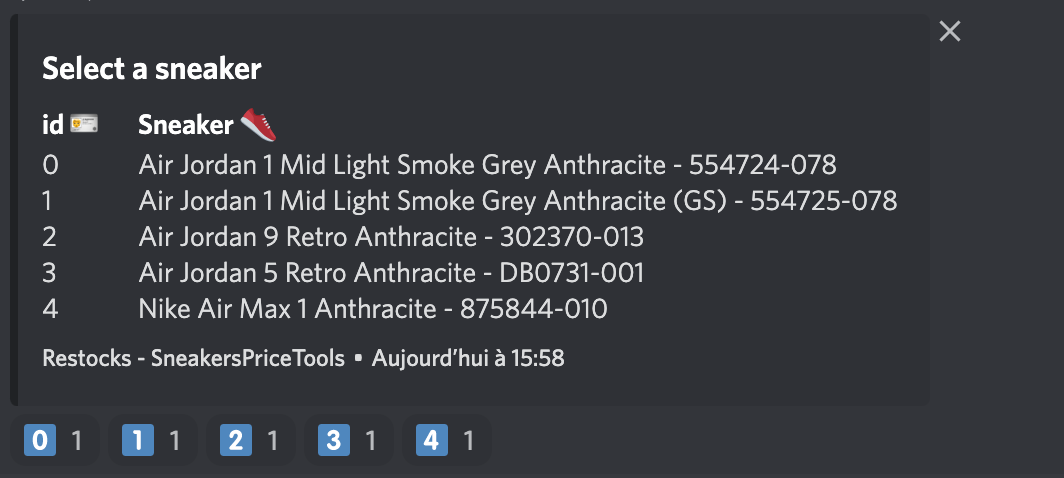 Select a sneaker
id Sneaker
0 Air Jordan 1 Mid Light Smoke Grey Anthracite - 554724-078
1 Air Jordan 1 Mid Light Smoke Grey Anthracite (GS) - 554725-078
2 Air Jordan 9 Retro Anthracite - 302370-013
3 Air Jordan 5 Retro Anthracite - DB0731-001
4 Nike Air Max 1 Anthracite - 875844-010
Restocks - SneakersPriceTools • Aujourd'hui à 15:58
0 1 1 1 2 1 3 1 4 1